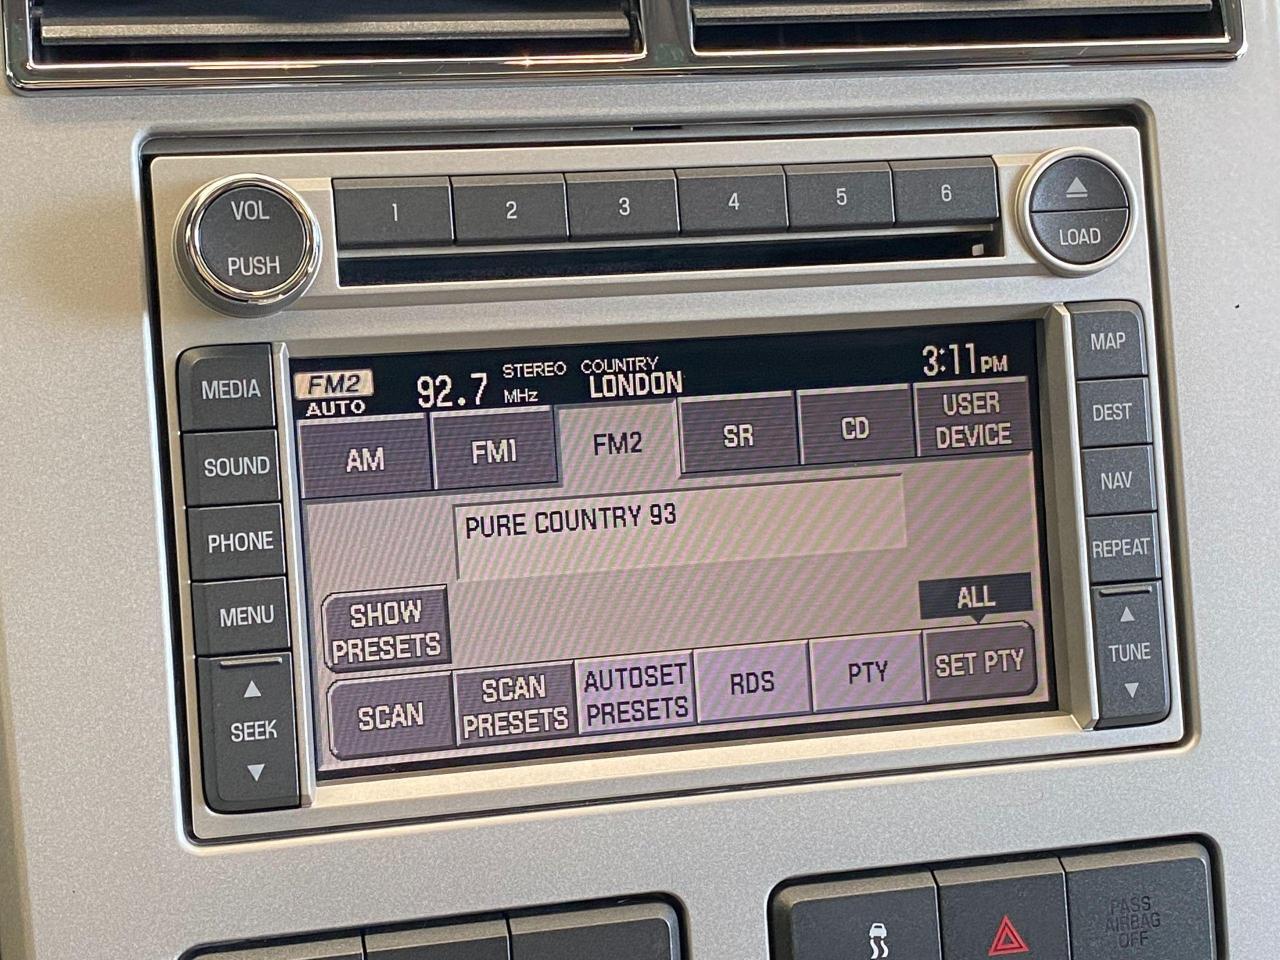 VOL
PUSH
1 2 3 4 5 6
LOAD
MEDIA
SOUND
PHONE
MENU
SEEK
FM2
AUTO
92.7 MHz
STEREO COUNTRY
LONDON
3:11PM
AM FM1 FM2 SR CD USER DEVICE
PURE COUNTRY 93
SHOW
PRESETS
ALL
SCAN
SCAN
PRESETS
AUTOSET
PRESETS
RDS
PTY
SET PTY
MAP
DEST
NAV
REPEAT
TUNE
PASS
AIRBAG
OFF